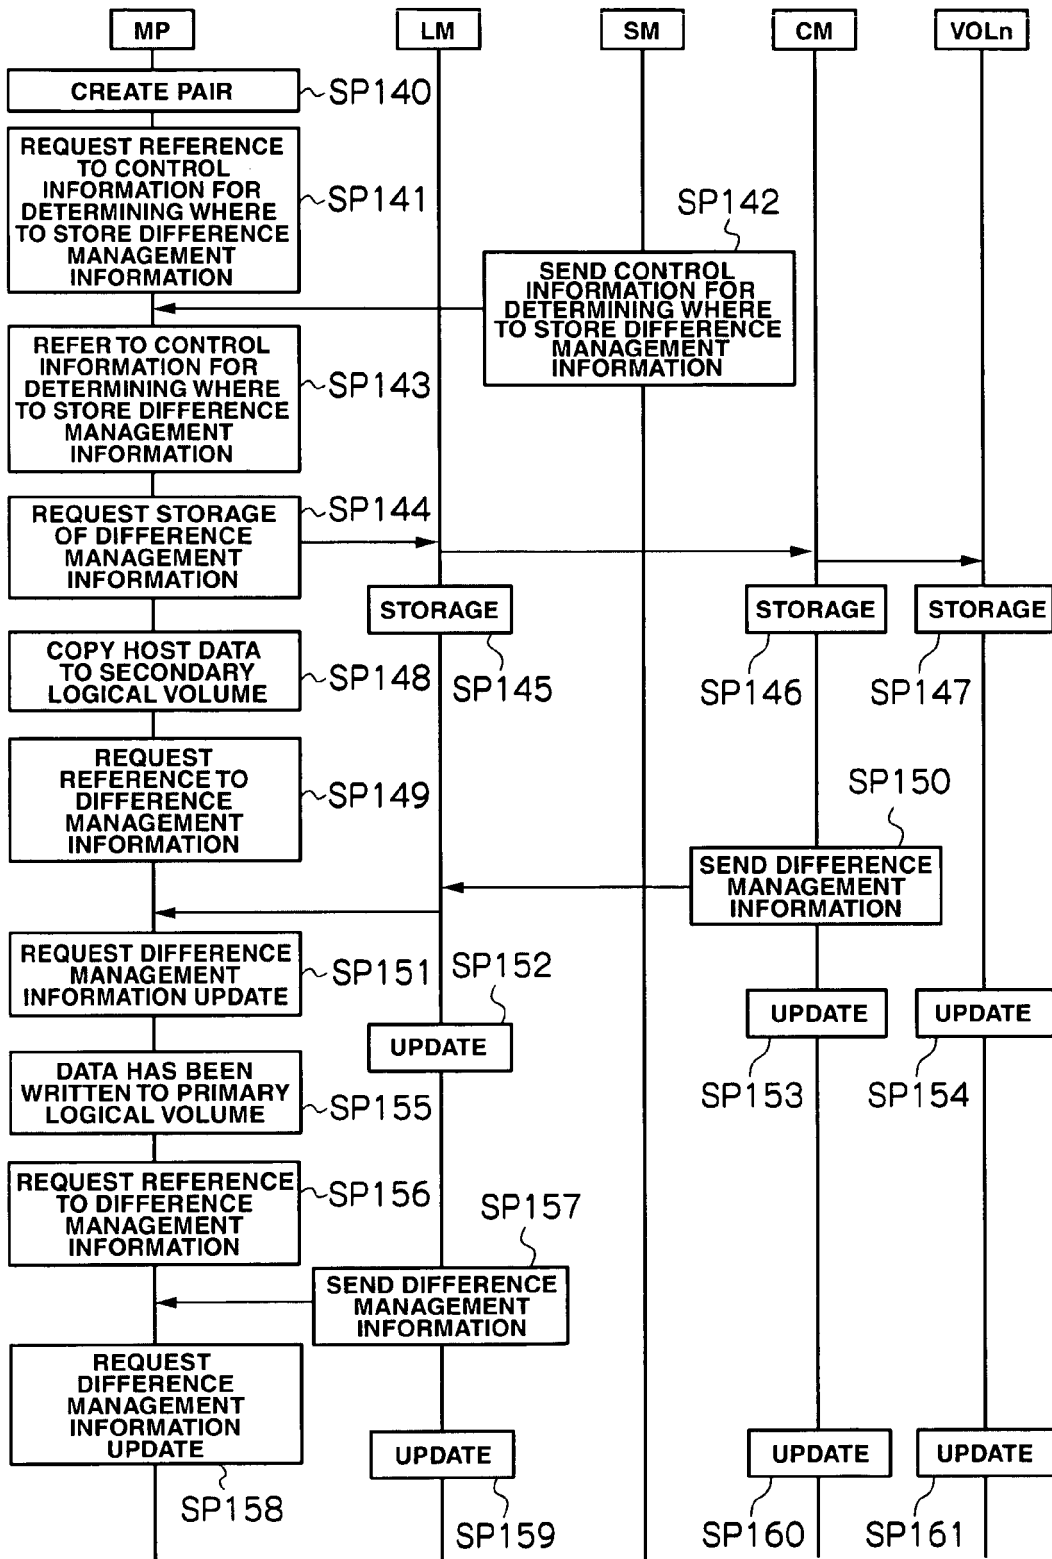 MP
LM
SM
CM
VOLn
CREATE PAIR
SP140
REQUEST REFERENCE
TO CONTROL
INFORMATION FOR
DETERMINING WHERE
TO STORE DIFFERENCE
MANAGEMENT
INFORMATION
SP141
SP142
SEND CONTROL
INFORMATION FOR
DETERMINING WHERE
TO STORE DIFFERENCE
MANAGEMENT
INFORMATION
REFER TO CONTROL
INFORMATION FOR
DETERMINING WHERE
TO STORE DIFFERENCE
MANAGEMENT
INFORMATION
SP143
REQUEST STORAGE
OF DIFFERENCE
MANAGEMENT
INFORMATION
SP144
STORAGE
SP145
STORAGE
SP146
STORAGE
SP147
COPY HOST DATA
TO SECONDARY
LOGICAL VOLUME
SP148
REQUEST
REFERENCE TO
DIFFERENCE
MANAGEMENT
INFORMATION
SP149
SP150
SEND DIFFERENCE
MANAGEMENT
INFORMATION
REQUEST DIFFERENCE
MANAGEMENT
INFORMATION UPDATE
SP151
SP152
UPDATE
UPDATE
SP153
UPDATE
SP154
DATA HAS BEEN
WRITTEN TO PRIMARY
LOGICAL VOLUME
SP155
REQUEST REFERENCE
TO DIFFERENCE
MANAGEMENT
INFORMATION
SP156
SP157
SEND DIFFERENCE
MANAGEMENT
INFORMATION
REQUEST
DIFFERENCE
MANAGEMENT
INFORMATION
UPDATE
SP158
UPDATE
SP159
UPDATE
SP160
UPDATE
SP161